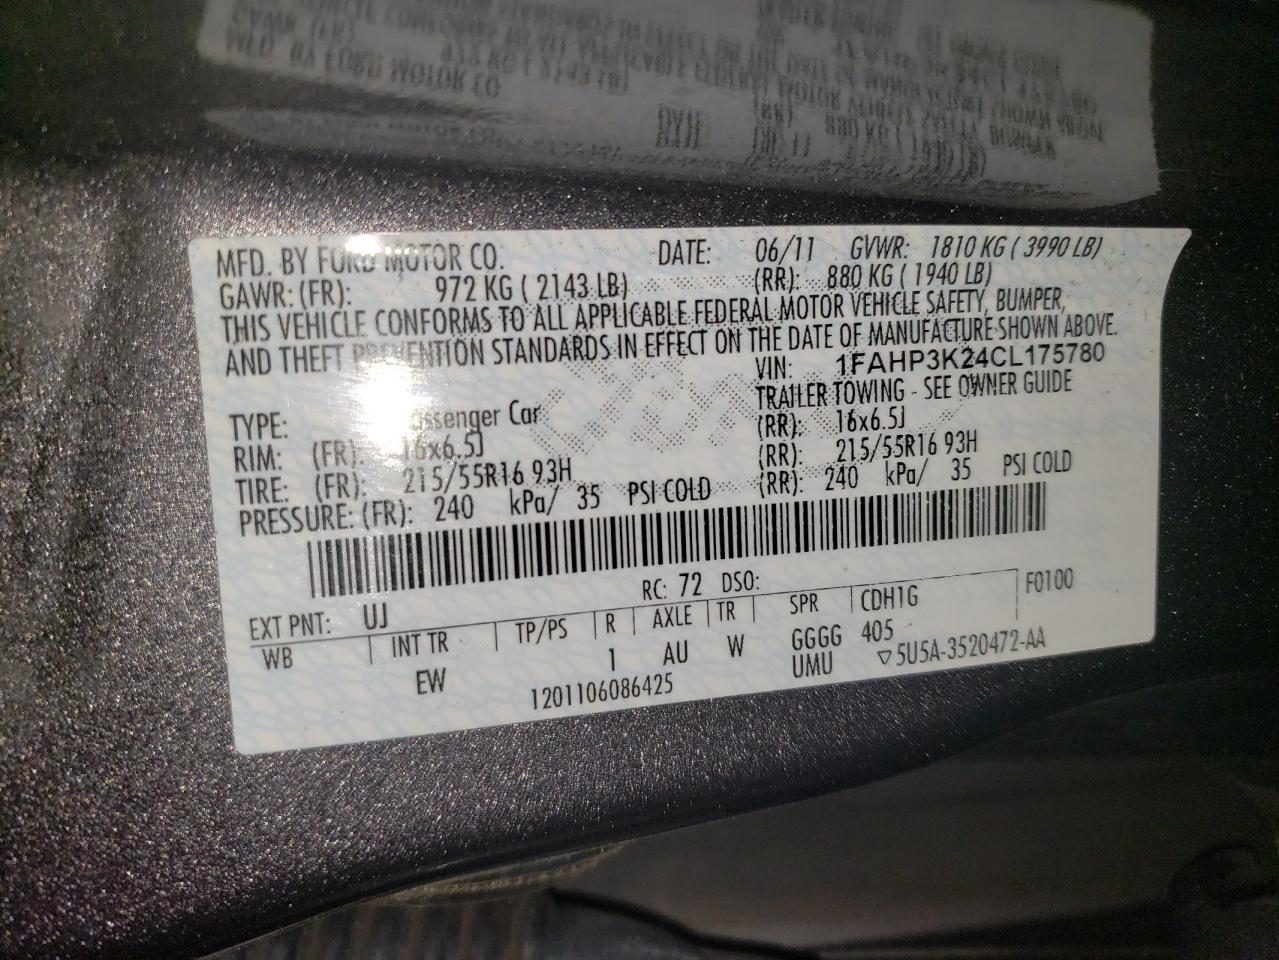 MFD. BY FORD MOTOR CO. DATE: 06/11 GVWR: 1810 KG ( 3990 LB)
GAWR: (FR): 972 KG ( 2143 LB) (RR): 880 KG ( 1940 LB)
THIS VEHICLE CONFORMS TO ALL APPLICABLE FEDERAL MOTOR VEHICLE SAFETY, BUMPER,
AND THEFT PREVENTION STANDARDS IN EFFECT ON THE DATE OF MANUFACTURE SHOWN ABOVE.
VIN: 1FAHP3K24CL175780
TRAILER TOWING - SEE OWNER GUIDE
TYPE: Passenger Car
RIM: (FR): 16x6.5J (RR): 16x6.5J
TIRE: (FR): 215/55R16 93H (RR): 215/55R16 93H
PRESSURE: (FR): 240 kPa/ 35 PSI COLD (RR): 240 kPa/ 35 PSI COLD
EXT PNT: UJ RC: 72 DSO: F0100
WB INT TR TP/PS R AXLE TR SPR CDH1G
EW 1 AU W GGGG 405
1201106086425 UMU ▽5U5A-3520472-AA